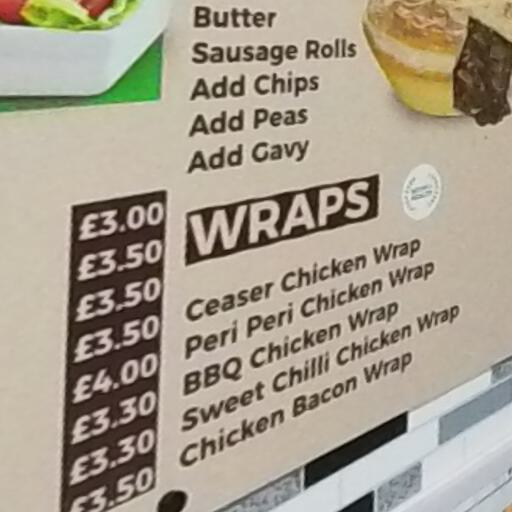 Butter
Sausage Rolls
Add Chips
Add Peas
Add Gavy
£3.00
£3.50
£3.50
£3.50
£4.00
£3.30
£3.30
£3.50
WRAPS
Ceaser Chicken Wrap
Peri Peri Chicken Wrap
BBQ Chicken Wrap
Sweet Chilli Chicken Wrap
Chicken Bacon Wrap